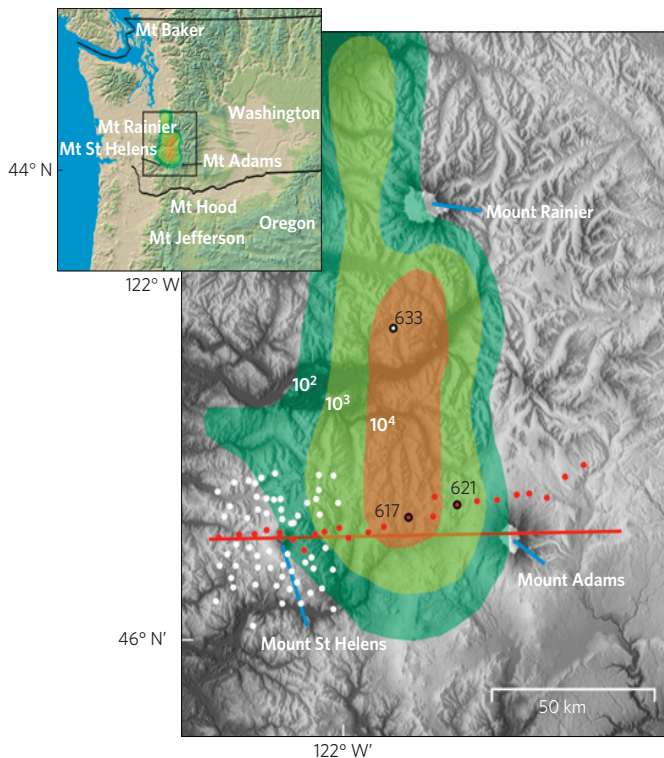 Mt Baker
Washington
Mt Rainier
Mt St Helens
Mt Adams
44° N
Mt Hood
Oregon
Mt Jefferson
122° W
Mount Rainier
633
10²
10³
10⁴
621
617
Mount Adams
46° N′
Mount St Helens
50 km
122° W′